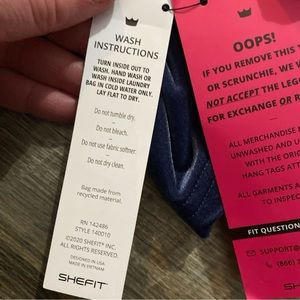 WASH
INSTRUCTIONS
TURN INSIDE OUT TO
WASH. HAND WASH OR
WASH INSIDE LAUNDRY
BAG IN COLD WATER ONLY.
LAY FLAT TO DRY.
Do not tumble dry.
Do not bleach.
Do not use fabric softner.
Do not dry clean.
Bag made from
recycled material.
RN 142486
STYLE 140010
©2020 SHEFIT® INC.
ALL RIGHTS RESERVED.
DESIGNED IN USA
MADE IN VIETNAM
SHEFIT
OOPS!
IF YOU REMOVE THIS T
OR SCRUNCHIE, WE W
NOT ACCEPT THE LEG
FOR EXCHANGE OR R
ALL MERCHANDISE
UNWASHED AND U
WITH THE ORI
HANG TAGS ATT
ALL GARMENTS A
TO INSPEC
FIT QUESTION
SUPPORT@
(866)
SH